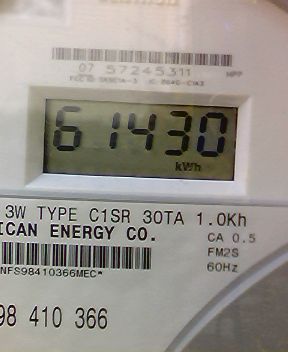 07 57245311
61430
kWh
3W TYPE C1SR 30TA 1.0Kh
ICAN ENERGY CO.
CA 0.5
FM2S
60Hz
NFS98410366MEC*
98 410 366